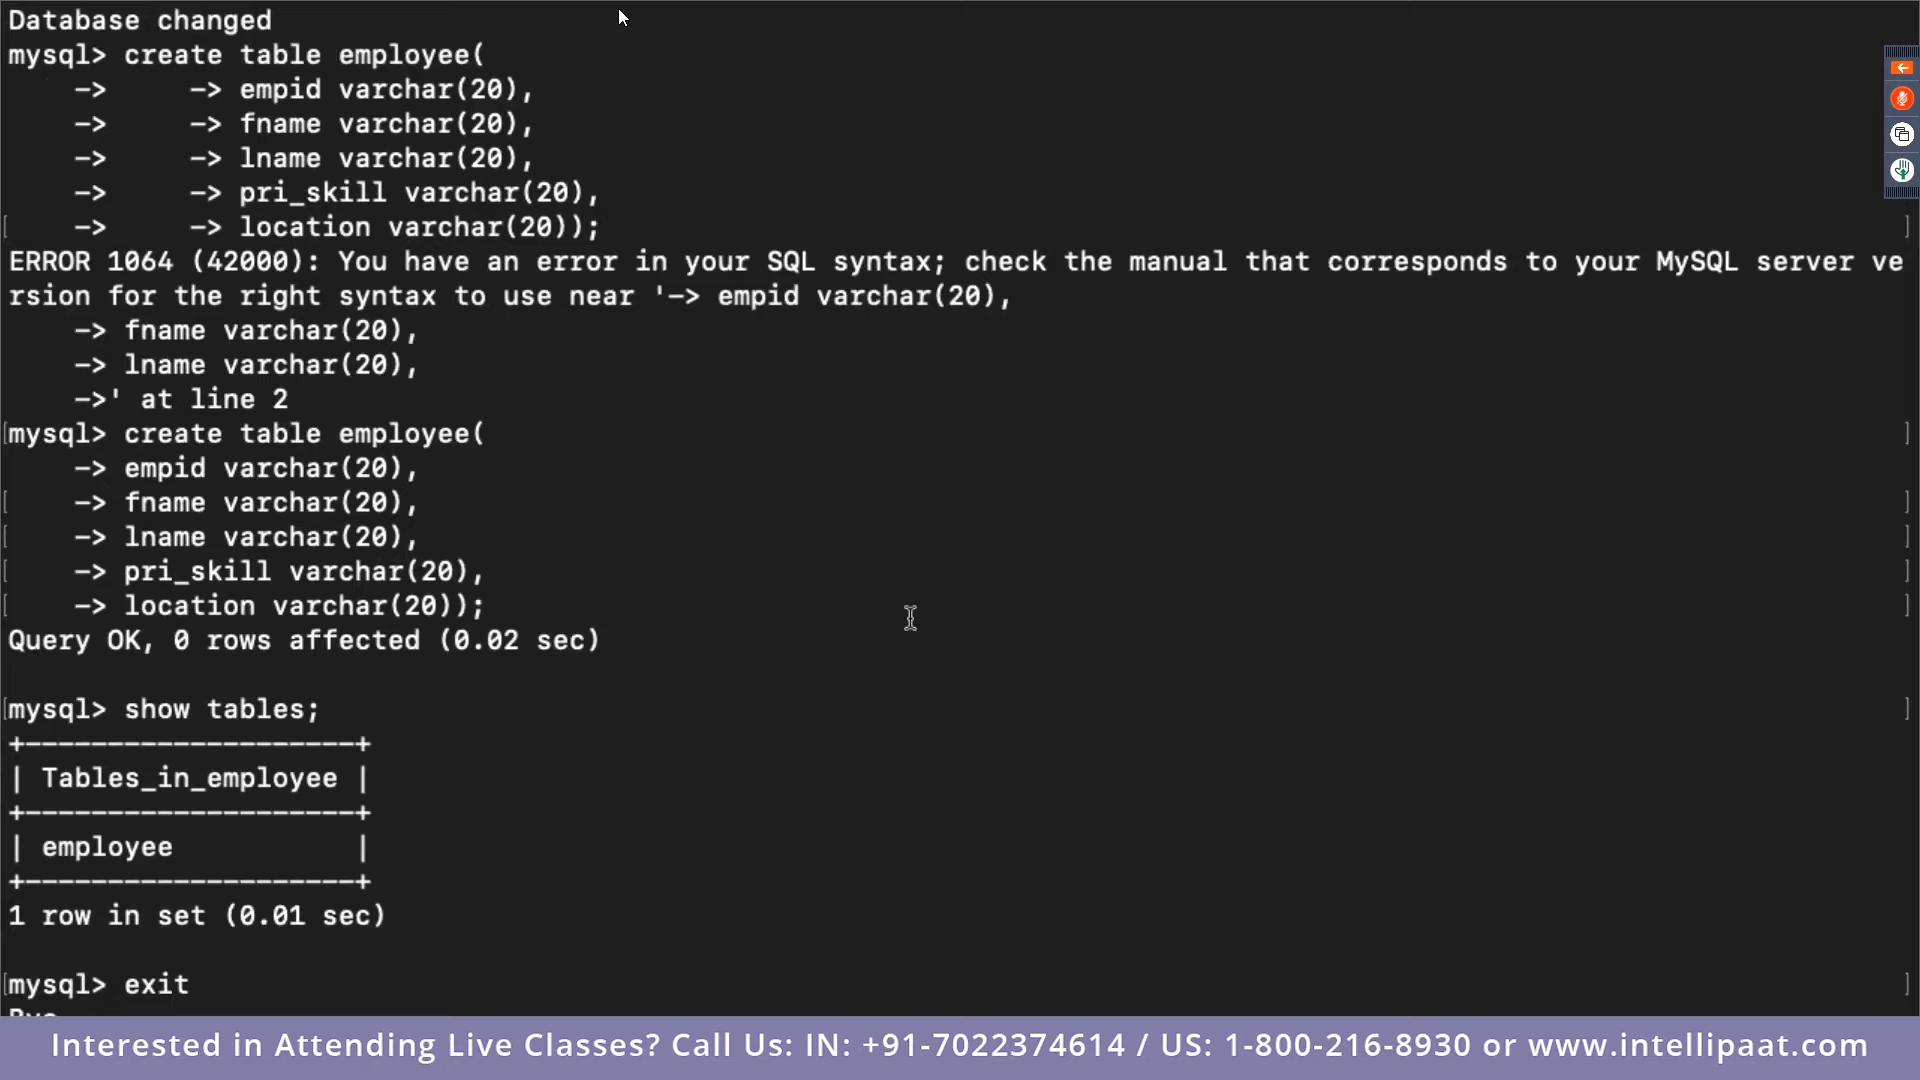 Database changed
mysql> create table employee(
    ->     -> empid varchar(20),
    ->     -> fname varchar(20),
    ->     -> lname varchar(20),
    ->     -> pri_skill varchar(20),
[    ->     -> location varchar(20));    ]
ERROR 1064 (42000): You have an error in your SQL syntax; check the manual that corresponds to your MySQL server ve
rsion for the right syntax to use near '-> empid varchar(20),
    -> fname varchar(20),
    -> lname varchar(20),
    ->' at line 2
[mysql> create table employee(    ]
    -> empid varchar(20),
[    -> fname varchar(20),    ]
[    -> lname varchar(20),    ]
[    -> pri_skill varchar(20),    ]
[    -> location varchar(20));    ]
Query OK, 0 rows affected (0.02 sec)
[mysql> show tables;    ]
+--------------------+
| Tables_in_employee |
+--------------------+
| employee           |
+--------------------+
1 row in set (0.01 sec)
[mysql> exit    ]
Bye
Interested in Attending Live Classes? Call Us: IN: +91-7022374614 / US: 1-800-216-8930 or www.intellipaat.com